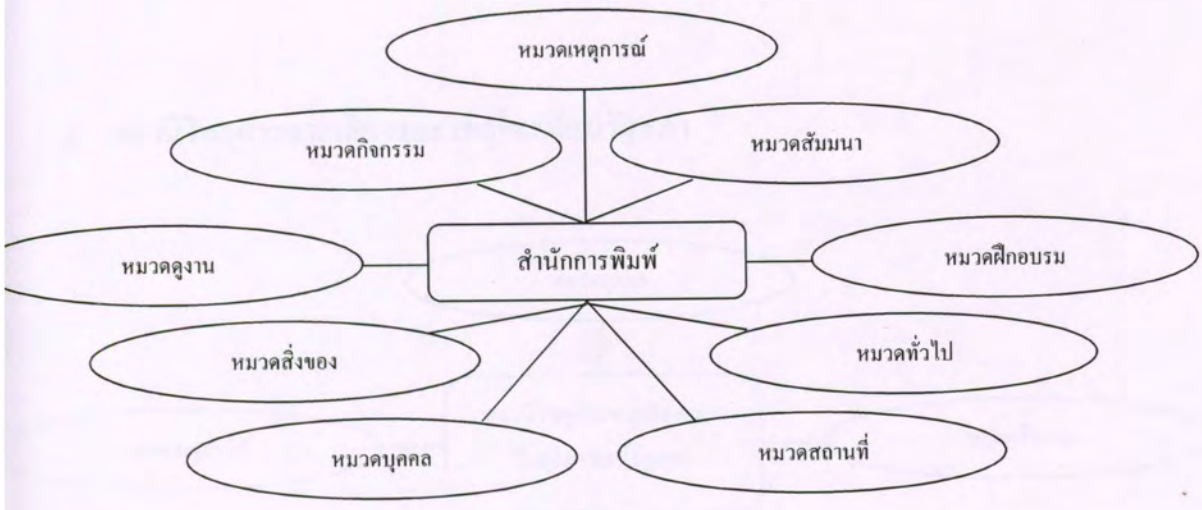 หมวดเหตุการณ์
หมวดกิจกรรม
หมวดสัมมนา
หมวดดูงาน
สำนักการพิมพ์
หมวดฝึกอบรม
หมวดสิ่งของ
หมวดทั่วไป
หมวดบุคคล
หมวดสถานที่